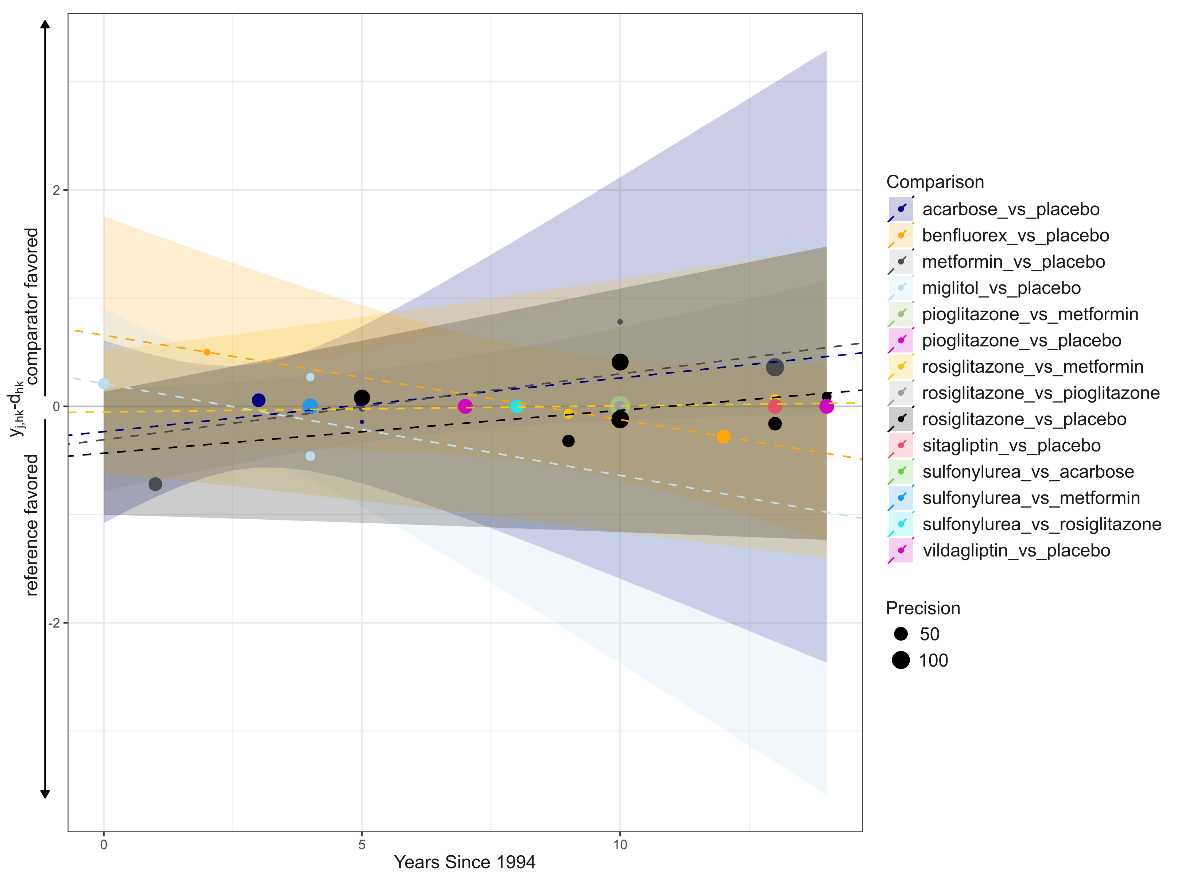 comparator favored
reference favored
yj,hk-dhk
2
0
-2
0
5
10
Years Since 1994
Comparison
acarbose_vs_placebo
benfluorex_vs_placebo
metformin_vs_placebo
miglitol_vs_placebo
pioglitazone_vs_metformin
pioglitazone_vs_placebo
rosiglitazone_vs_metformin
rosiglitazone_vs_pioglitazone
rosiglitazone_vs_placebo
sitagliptin_vs_placebo
sulfonylurea_vs_acarbose
sulfonylurea_vs_metformin
sulfonylurea_vs_rosiglitazone
vildagliptin_vs_placebo
Precision
50
100